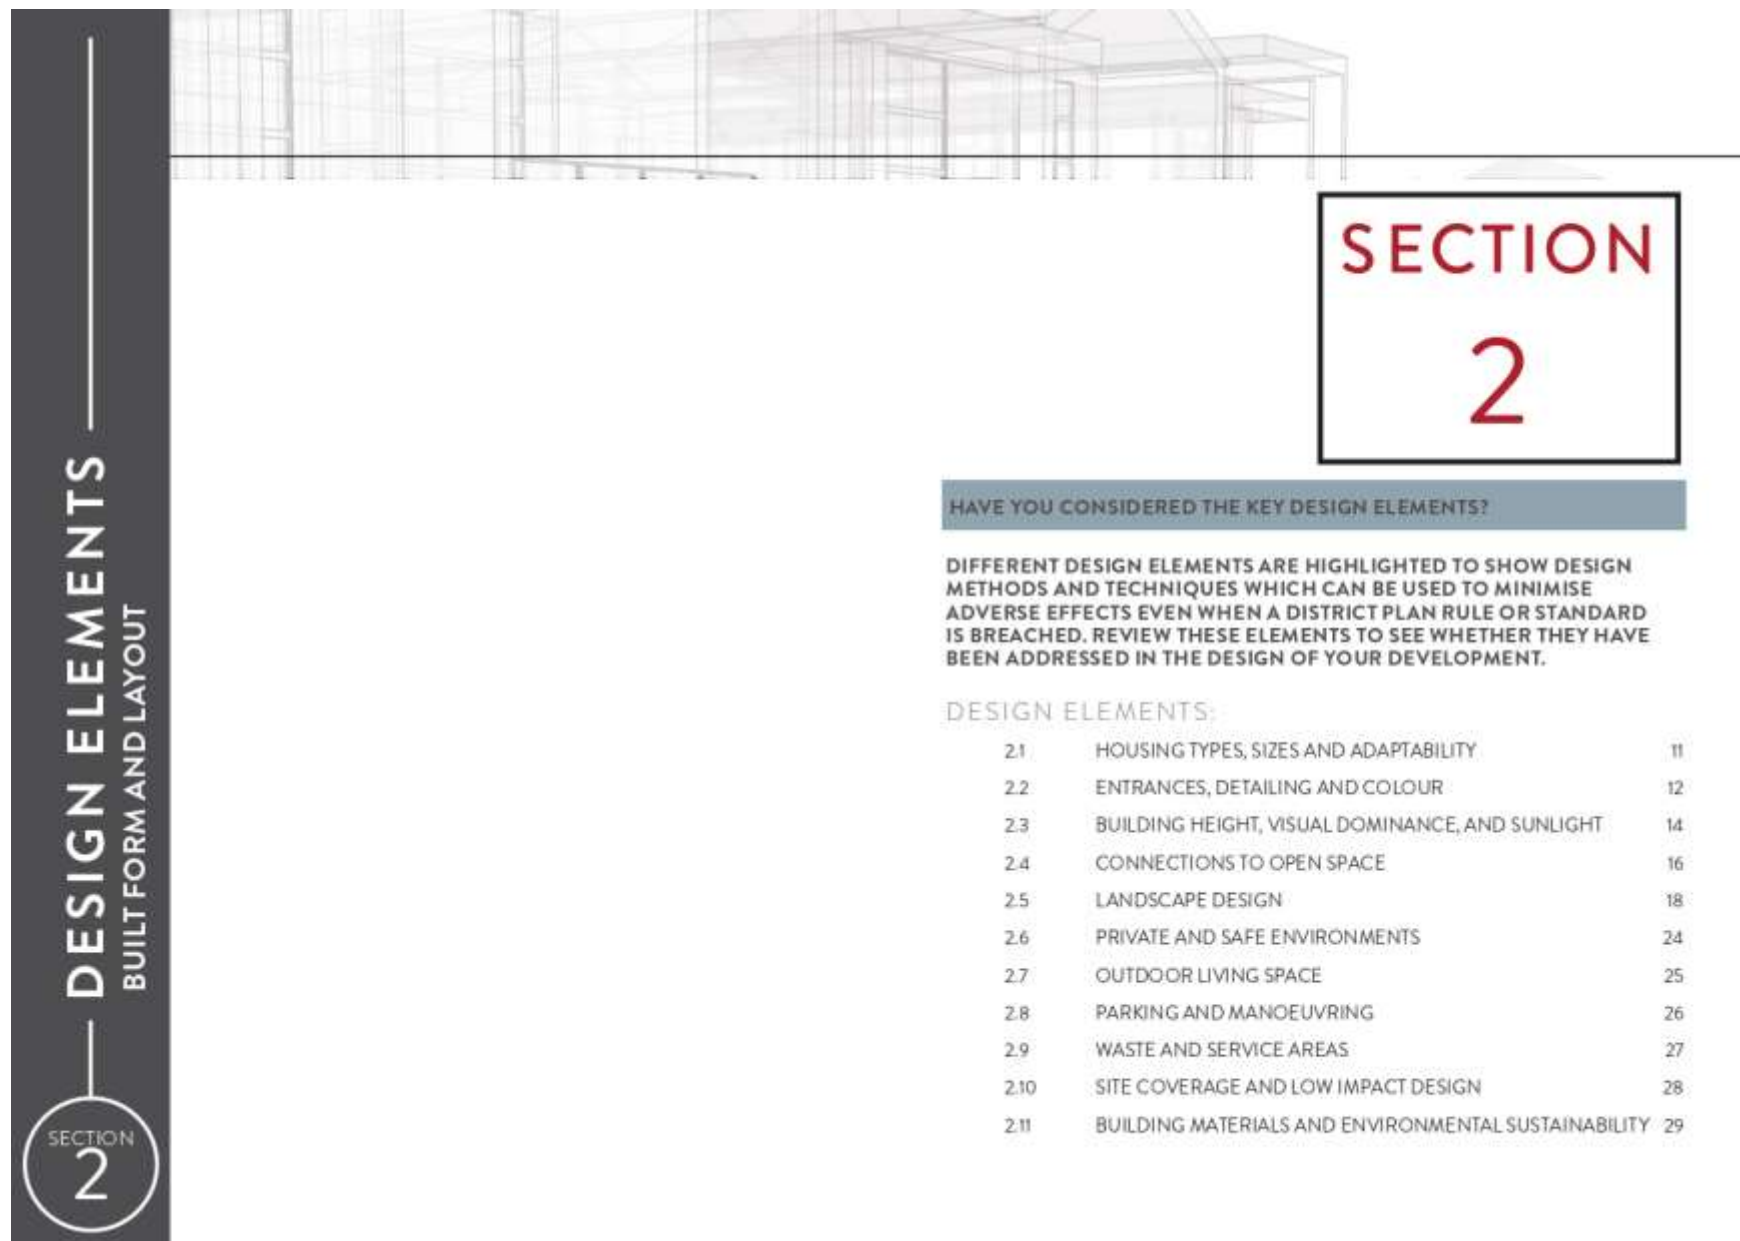 DESIGN ELEMENTS
BUILT FORM AND LAYOUT
SECTION
2
SECTION
2
HAVE YOU CONSIDERED THE KEY DESIGN ELEMENTS?
DIFFERENT DESIGN ELEMENTS ARE HIGHLIGHTED TO SHOW DESIGN
METHODS AND TECHNIQUES WHICH CAN BE USED TO MINIMISE
ADVERSE EFFECTS EVEN WHEN A DISTRICT PLAN RULE OR STANDARD
IS BREACHED. REVIEW THESE ELEMENTS TO SEE WHETHER THEY HAVE
BEEN ADDRESSED IN THE DESIGN OF YOUR DEVELOPMENT.
DESIGN ELEMENTS:
2.1 HOUSING TYPES, SIZES AND ADAPTABILITY 11
2.2 ENTRANCES, DETAILING AND COLOUR 12
2.3 BUILDING HEIGHT, VISUAL DOMINANCE, AND SUNLIGHT 14
2.4 CONNECTIONS TO OPEN SPACE 16
2.5 LANDSCAPE DESIGN 18
2.6 PRIVATE AND SAFE ENVIRONMENTS 24
2.7 OUTDOOR LIVING SPACE 25
2.8 PARKING AND MANOEUVRING 26
2.9 WASTE AND SERVICE AREAS 27
2.10 SITE COVERAGE AND LOW IMPACT DESIGN 28
2.11 BUILDING MATERIALS AND ENVIRONMENTAL SUSTAINABILITY 29